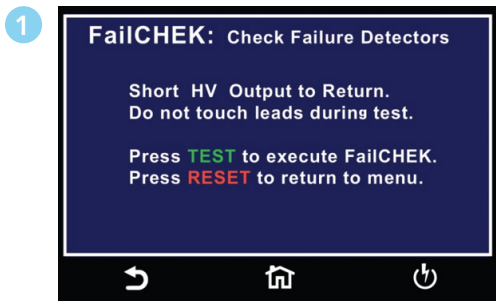 1
FailCHEK: Check Failure Detectors
Short HV Output to Return.
Do not touch leads during test.
Press TEST to execute FailCHEK.
Press RESET to return to menu.